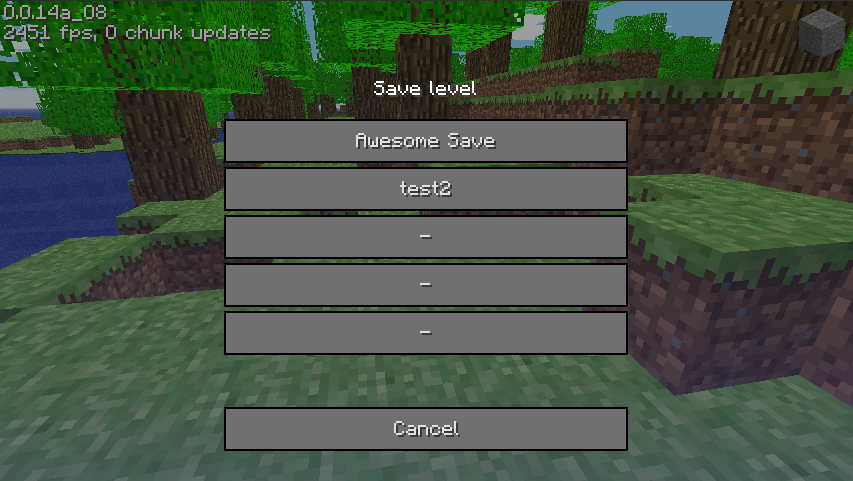 0.0.14a_08
2451 fps, 0 chunk updates
Save level
Awesome Save
test2
-
-
-
Cancel